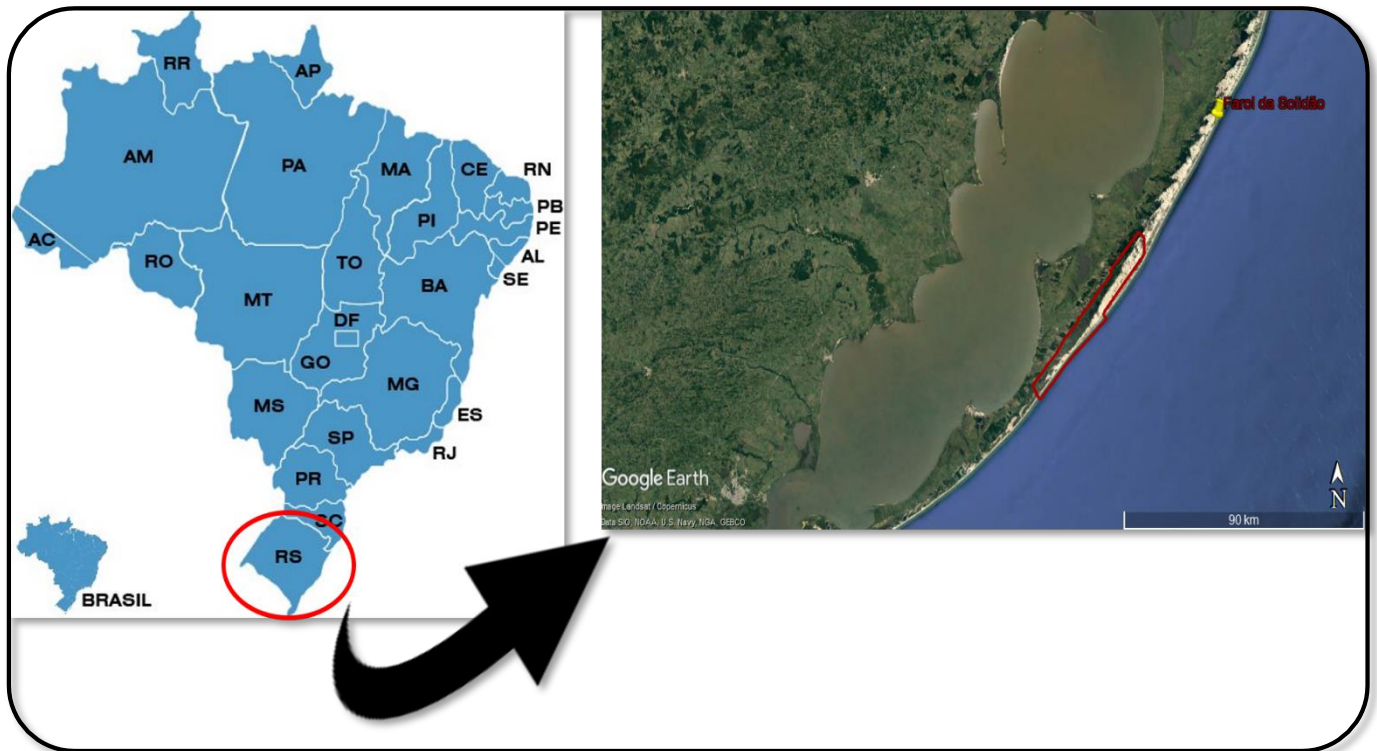 RR
AP
AM
PA
MA
CE
RN
PI
PB
PE
AC
AL
RO
TO
SE
BA
MT
DF
GO
MG
MS
ES
SP
RJ
PR
SC
RS
BRASIL
Farol da Solidão
Google Earth
mage Landsat / Copernicus
Data SIO, NOAA, U.S. Navy, NGA, GEBCO
N
90 km